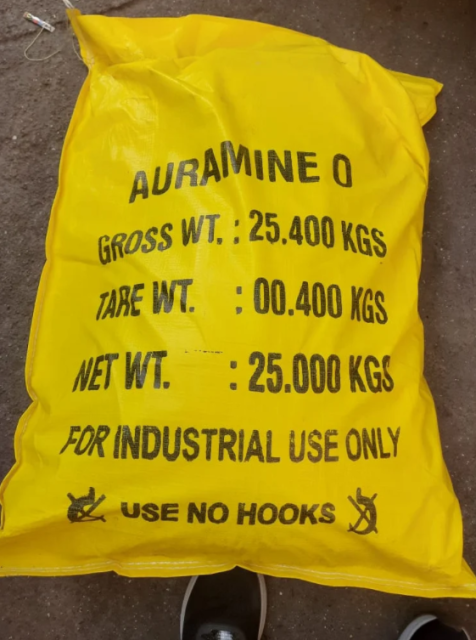 AURAMINE O
GROSS WT. : 25.400 KGS
TARE WT. : 00.400 KGS
NET WT. : 25.000 KGS
FOR INDUSTRIAL USE ONLY
USE NO HOOKS